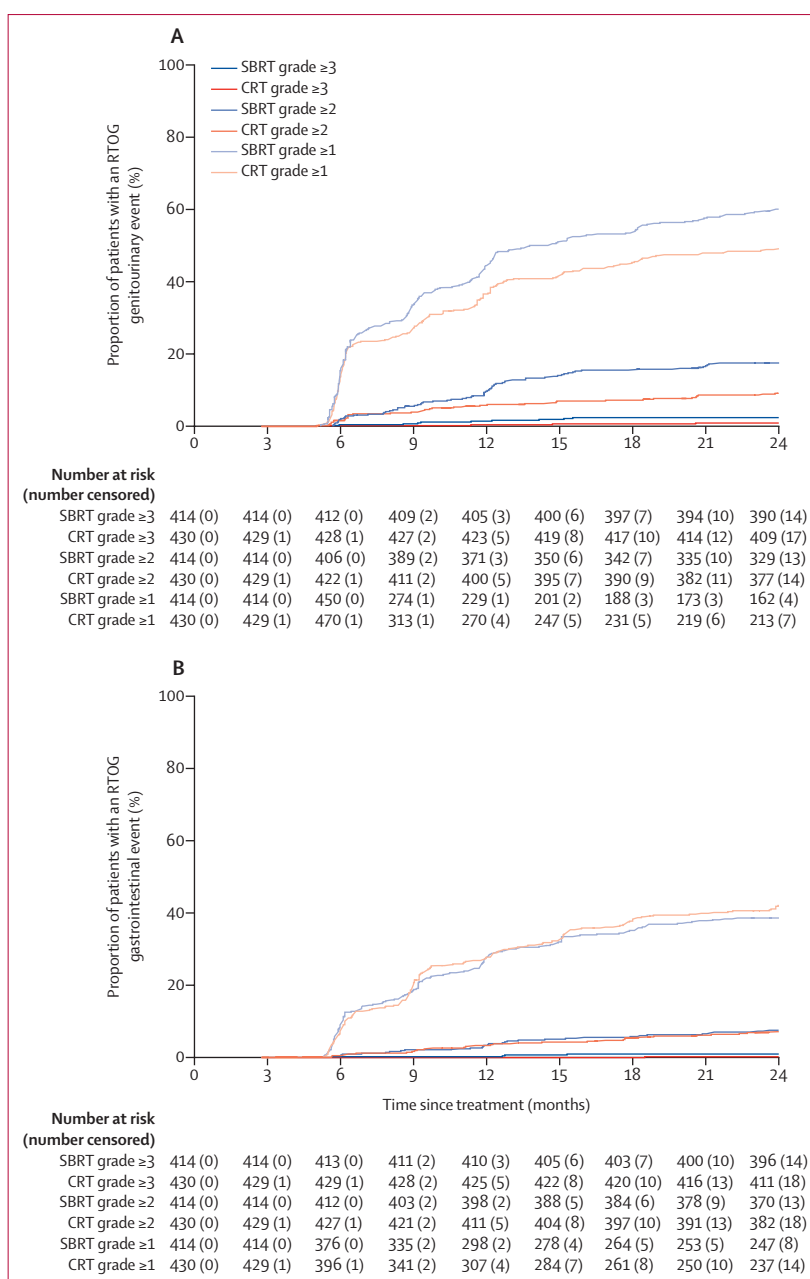 A
100
80
60
40
20
0
Proportion of patients with an RTOG
genitourinary event (%)
SBRT grade ≥3
CRT grade ≥3
SBRT grade ≥2
CRT grade ≥2
SBRT grade ≥1
CRT grade ≥1
0 3 6 9 12 15 18 21 24
Number at risk
(number censored)
SBRT grade ≥3 414 (0) 414 (0) 412 (0) 409 (2) 405 (3) 400 (6) 397 (7) 394 (10) 390 (14)
CRT grade ≥3 430 (0) 429 (1) 428 (1) 427 (2) 423 (5) 419 (8) 417 (10) 414 (12) 409 (17)
SBRT grade ≥2 414 (0) 414 (0) 406 (0) 389 (2) 371 (3) 350 (6) 342 (7) 335 (10) 329 (13)
CRT grade ≥2 430 (0) 429 (1) 422 (1) 411 (2) 400 (5) 395 (7) 390 (9) 382 (11) 377 (14)
SBRT grade ≥1 414 (0) 414 (0) 450 (0) 274 (1) 229 (1) 201 (2) 188 (3) 173 (3) 162 (4)
CRT grade ≥1 430 (0) 429 (1) 470 (1) 313 (1) 270 (4) 247 (5) 231 (5) 219 (6) 213 (7)
B
100
80
60
40
20
0
Proportion of patients with an RTOG
gastrointestinal event (%)
0 3 6 9 12 15 18 21 24
Time since treatment (months)
Number at risk
(number censored)
SBRT grade ≥3 414 (0) 414 (0) 413 (0) 411 (2) 410 (3) 405 (6) 403 (7) 400 (10) 396 (14)
CRT grade ≥3 430 (0) 429 (1) 429 (1) 428 (2) 425 (5) 422 (8) 420 (10) 416 (13) 411 (18)
SBRT grade ≥2 414 (0) 414 (0) 412 (0) 403 (2) 398 (2) 388 (5) 384 (6) 378 (9) 370 (13)
CRT grade ≥2 430 (0) 429 (1) 427 (1) 421 (2) 411 (5) 404 (8) 397 (10) 391 (13) 382 (18)
SBRT grade ≥1 414 (0) 414 (0) 376 (0) 335 (2) 298 (2) 278 (4) 264 (5) 253 (5) 247 (8)
CRT grade ≥1 430 (0) 429 (1) 396 (1) 341 (2) 307 (4) 284 (7) 261 (8) 250 (10) 237 (14)